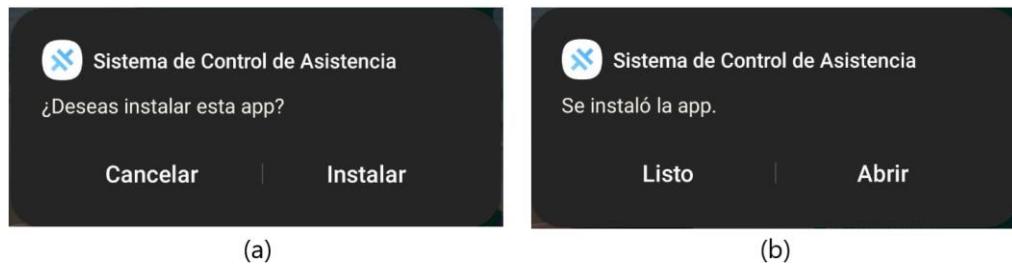 Sistema de Control de Asistencia
¿Deseas instalar esta app?
Cancelar Instalar
(a)
Sistema de Control de Asistencia
Se instaló la app.
Listo Abrir
(b)